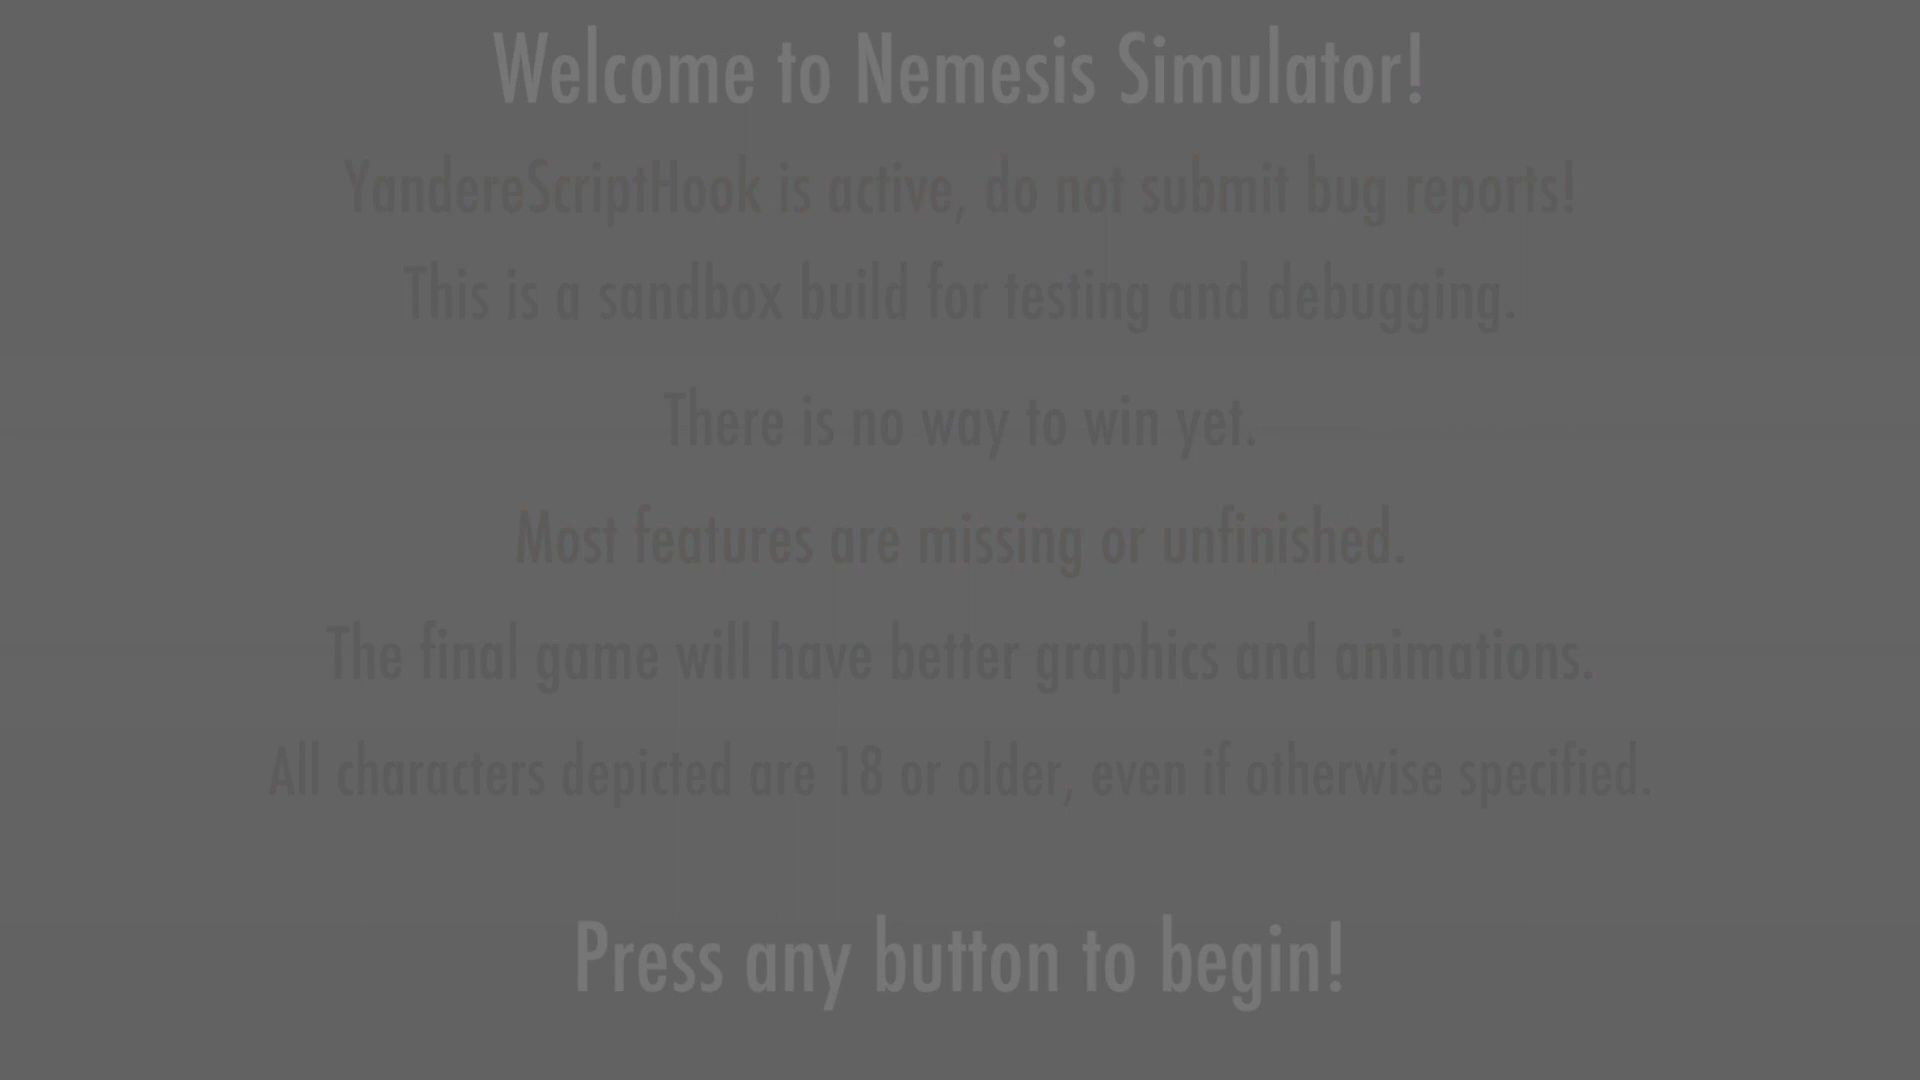 Welcome to Nemesis Simulator!
YandereScriptHook is active, do not submit bug reports!
This is a sandbox build for testing and debugging.
There is no way to win yet.
Most features are missing or unfinished.
The final game will have better graphics and animations.
All characters depicted are 18 or older, even if otherwise specified.
Press any button to begin!